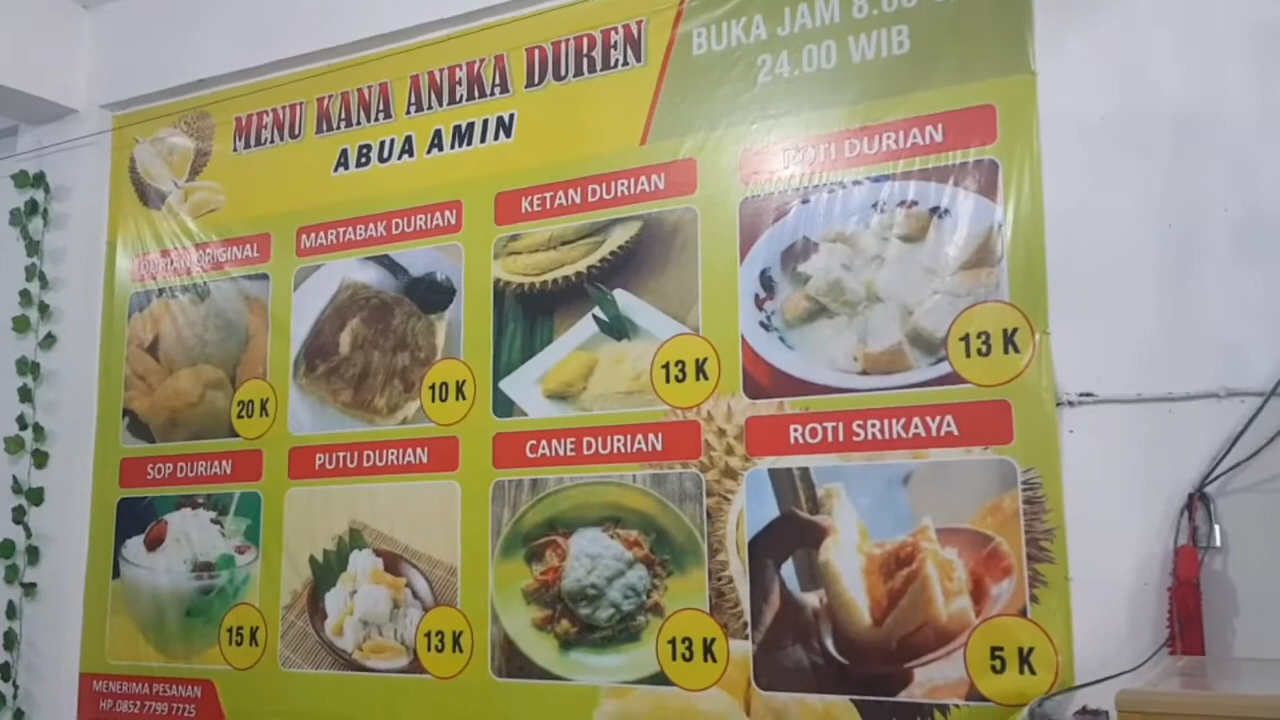 MENU KANA ANEKA DUREN
ABUA AMIN
BUKA JAM
24.00 WIB
DURIAN ORIGINAL
20 K
MARTABAK DURIAN
10 K
KETAN DURIAN
13 K
ROTI DURIAN
13 K
SOP DURIAN
15 K
PUTU DURIAN
13 K
CANE DURIAN
13 K
ROTI SRIKAYA
5 K
MENERIMA PESANAN
HP.0852 7799 7725